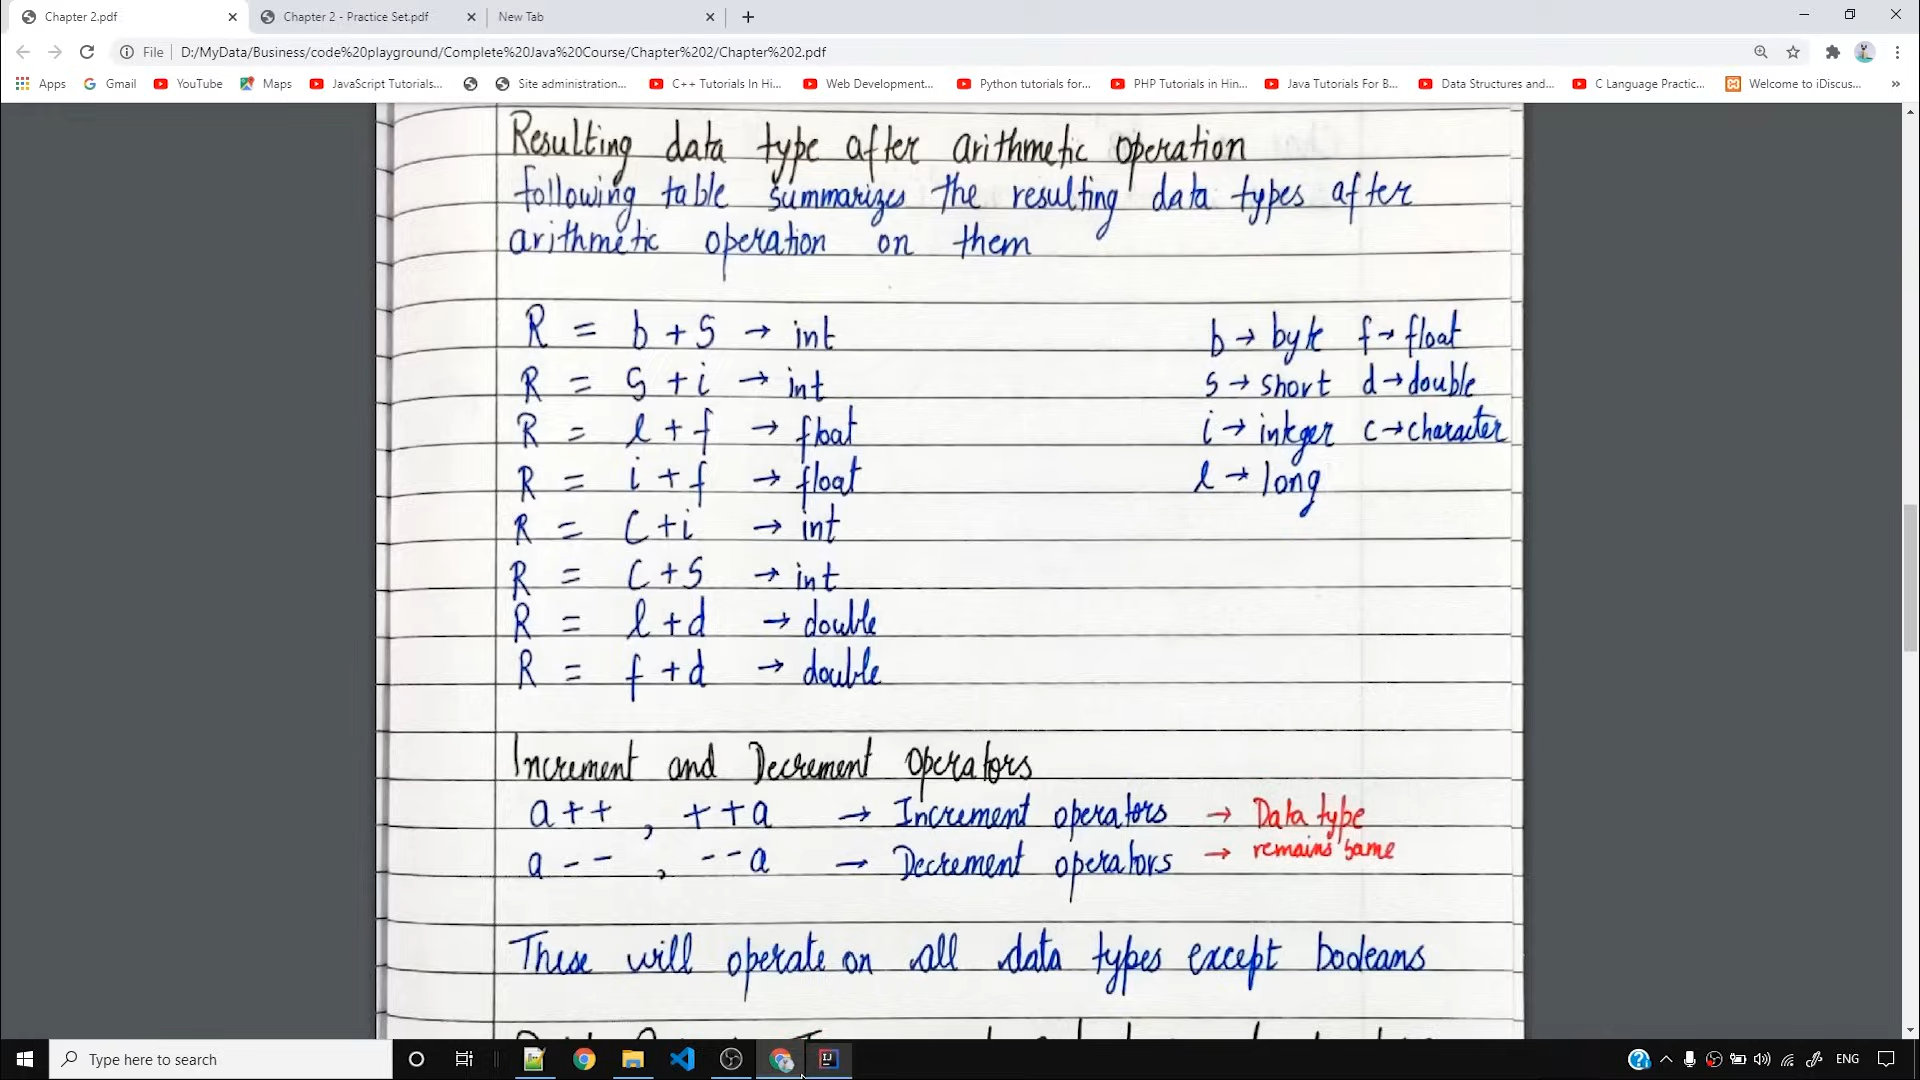 Chapter 2.pdf
Chapter 2 - Practice Set.pdf
New Tab
File
D:/MyData/Business/code%20playground/Complete%20Java%20Course/Chapter%202/Chapter%202.pdf
Apps
Gmail
YouTube
Maps
JavaScript Tutorials...
Site administration...
C++ Tutorials In Hi...
Web Development...
Python tutorials for...
PHP Tutorials in Hin...
Java Tutorials For B...
Data Structures and...
C Language Practic...
Welcome to iDiscus...
»
Resulting data type after arithmetic operation
following table summarizes the resulting data types after
arithmetic operation on them
R = b + s → int
R = s + i → int
R = l + f → float
R = i + f → float
R = c + i → int
R = c + s → int
R = l + d → double
R = f + d → double
b → byte f → float
s → short d → double
i → integer c → character
l → long
Increment and Decrement operators
a++ , ++a → Increment operators → Data type
a-- , --a → Decrement operators → remains same
These will operate on all data types except booleans
Type here to search
IJ
ENG